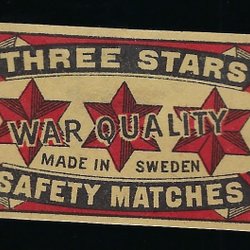 THREE STARS
WAR QUALITY
MADE IN SWEDEN
SAFETY MATCHES